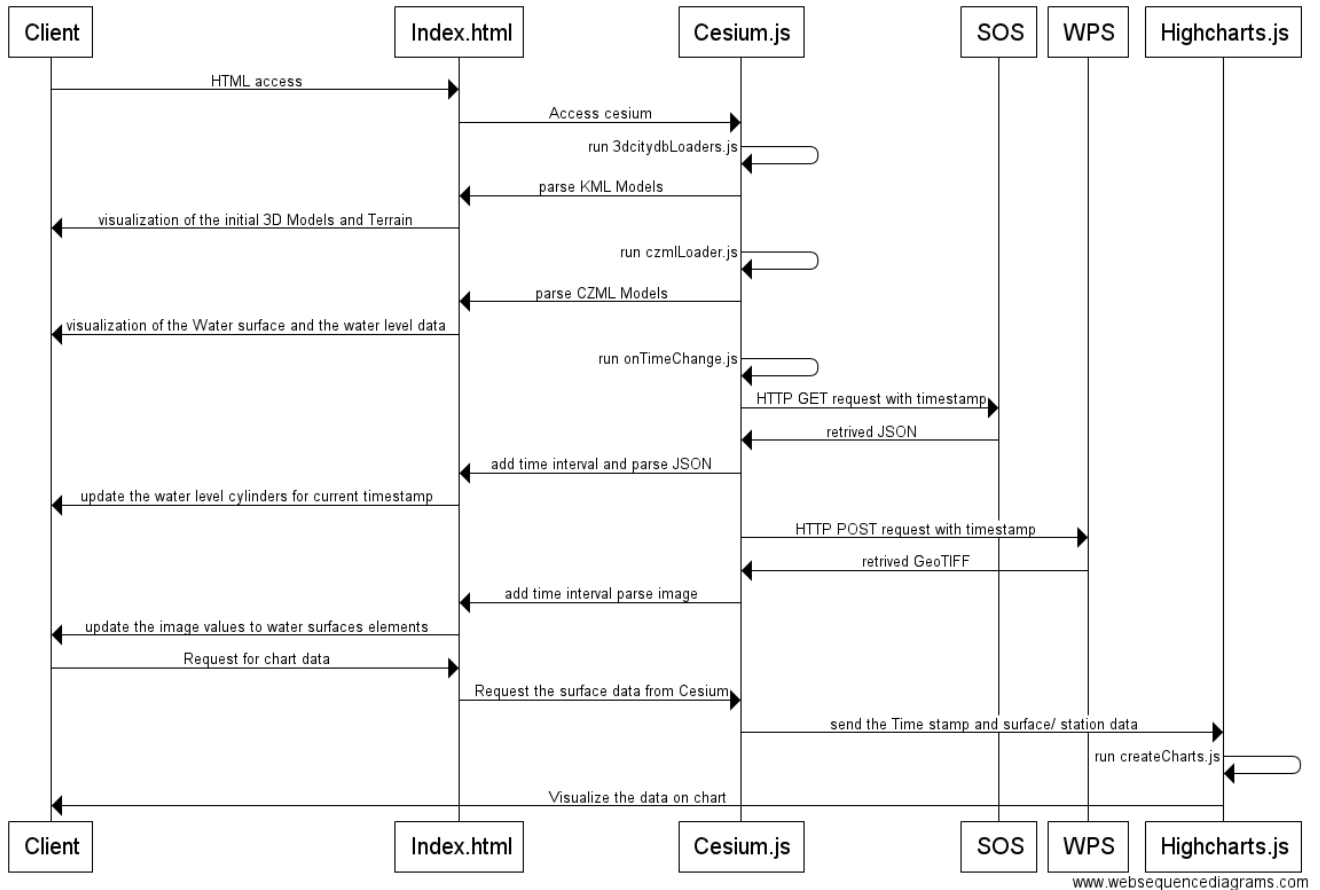 Client Index.html Cesium.js SOS WPS Highcharts.js
HTML access
Access cesium
run 3dcitydbLoaders.js
parse KML Models
visualization of the initial 3D Models and Terrain
run czmlLoader.js
parse CZML Models
visualization of the Water surface and the water level data
run onTimeChange.js
HTTP GET request with timestamp
retrived JSON
add time interval and parse JSON
update the water level cylinders for current timestamp
HTTP POST request with timestamp
retrived GeoTIFF
add time interval parse image
update the image values to water surfaces elements
Request for chart data
Request the surface data from Cesium
send the Time stamp and surface/ station data
run createCharts.js
Visualize the data on chart
Client Index.html Cesium.js SOS WPS Highcharts.js
www.websequencediagrams.com